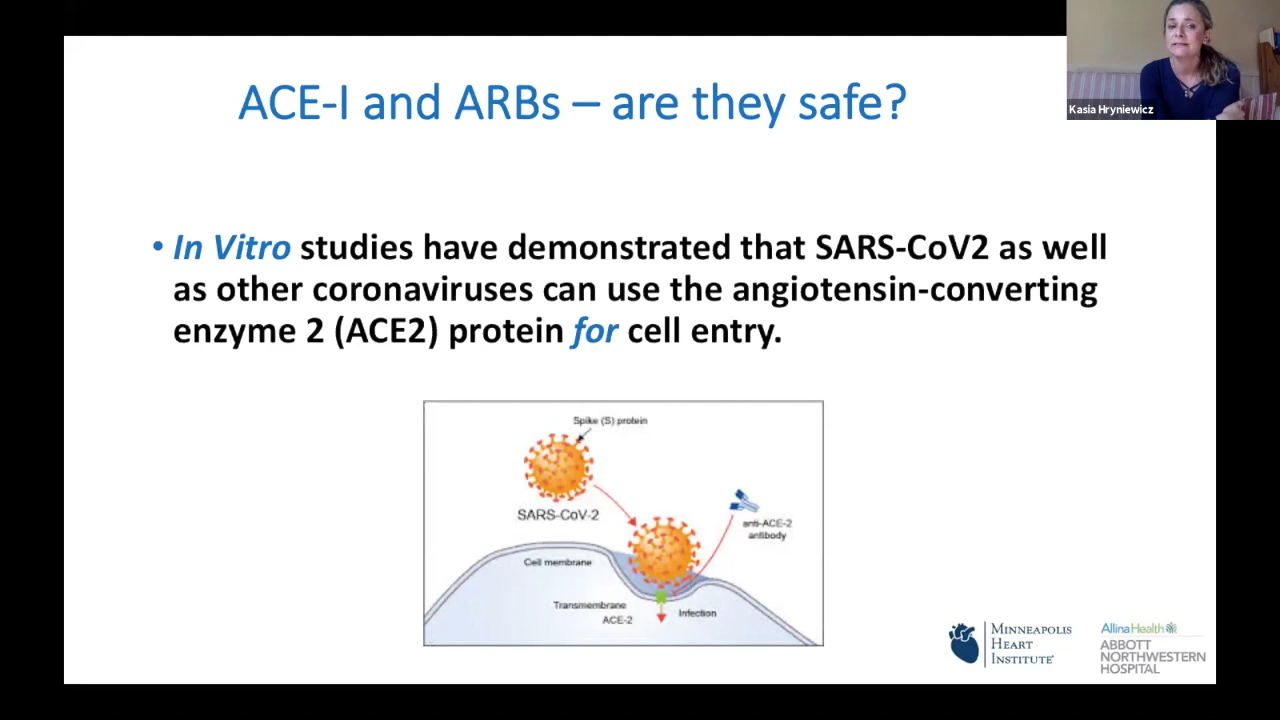 ACE-I and ARBs – are they safe?
Kasia Hryniewicz
• In Vitro studies have demonstrated that SARS-CoV2 as well
as other coronaviruses can use the angiotensin-converting
enzyme 2 (ACE2) protein for cell entry.
Spike (S) protein
SARS-CoV-2
anti-ACE-2
antibody
Cell membrane
Transmembrane
ACE-2
Infection
MINNEAPOLIS
HEART
INSTITUTE®
AllinaHealth
ABBOTT
NORTHWESTERN
HOSPITAL